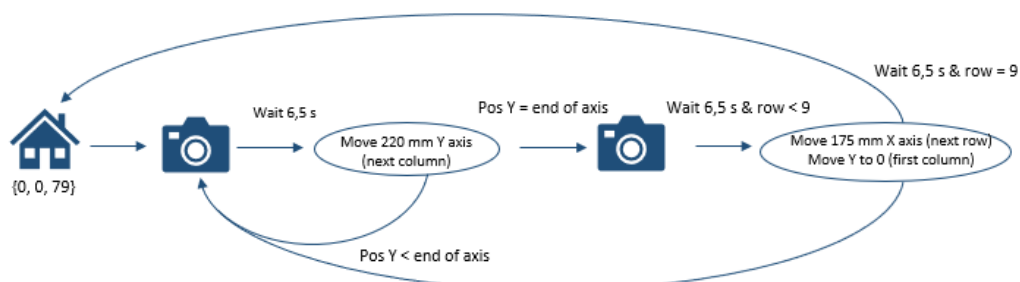 Wait 6,5 s & row = 9
Wait 6,5 s
Pos Y = end of axis
Wait 6,5 s & row < 9
Move 220 mm Y axis
(next column)
Move 175 mm X axis (next row)
Move Y to 0 (first column)
{0, 0, 79}
Pos Y < end of axis